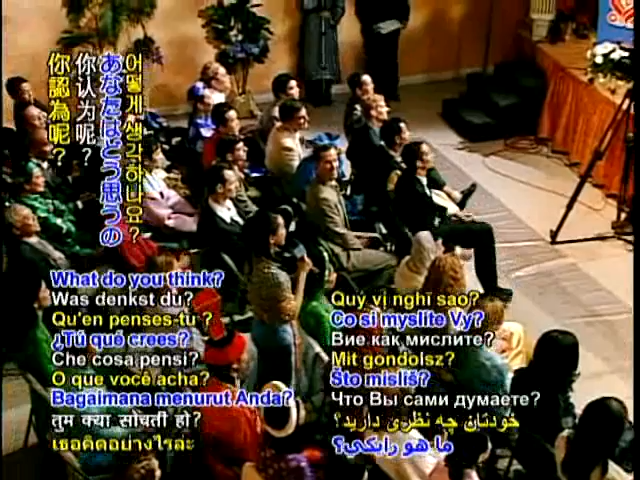 你認為呢?
你认为呢?
あなたはどう思うの
어떻게 생각하나요?
What do you think?
Was denkst du?
Qu'en penses-tu ?
¿Tú qué crees?
Che cosa pensi?
O que você acha?
Bagaimana menurut Anda?
तुम क्या सोचती हो?
เธอคิดอย่างไรล่ะ
Quý vị nghĩ sao?
Co si myslíte Vy?
Вие как мислите?
Mit gondolsz?
Što misliš?
Что Вы сами думаете?
خودتان چه نظری دارید؟
ما هو رايكي؟